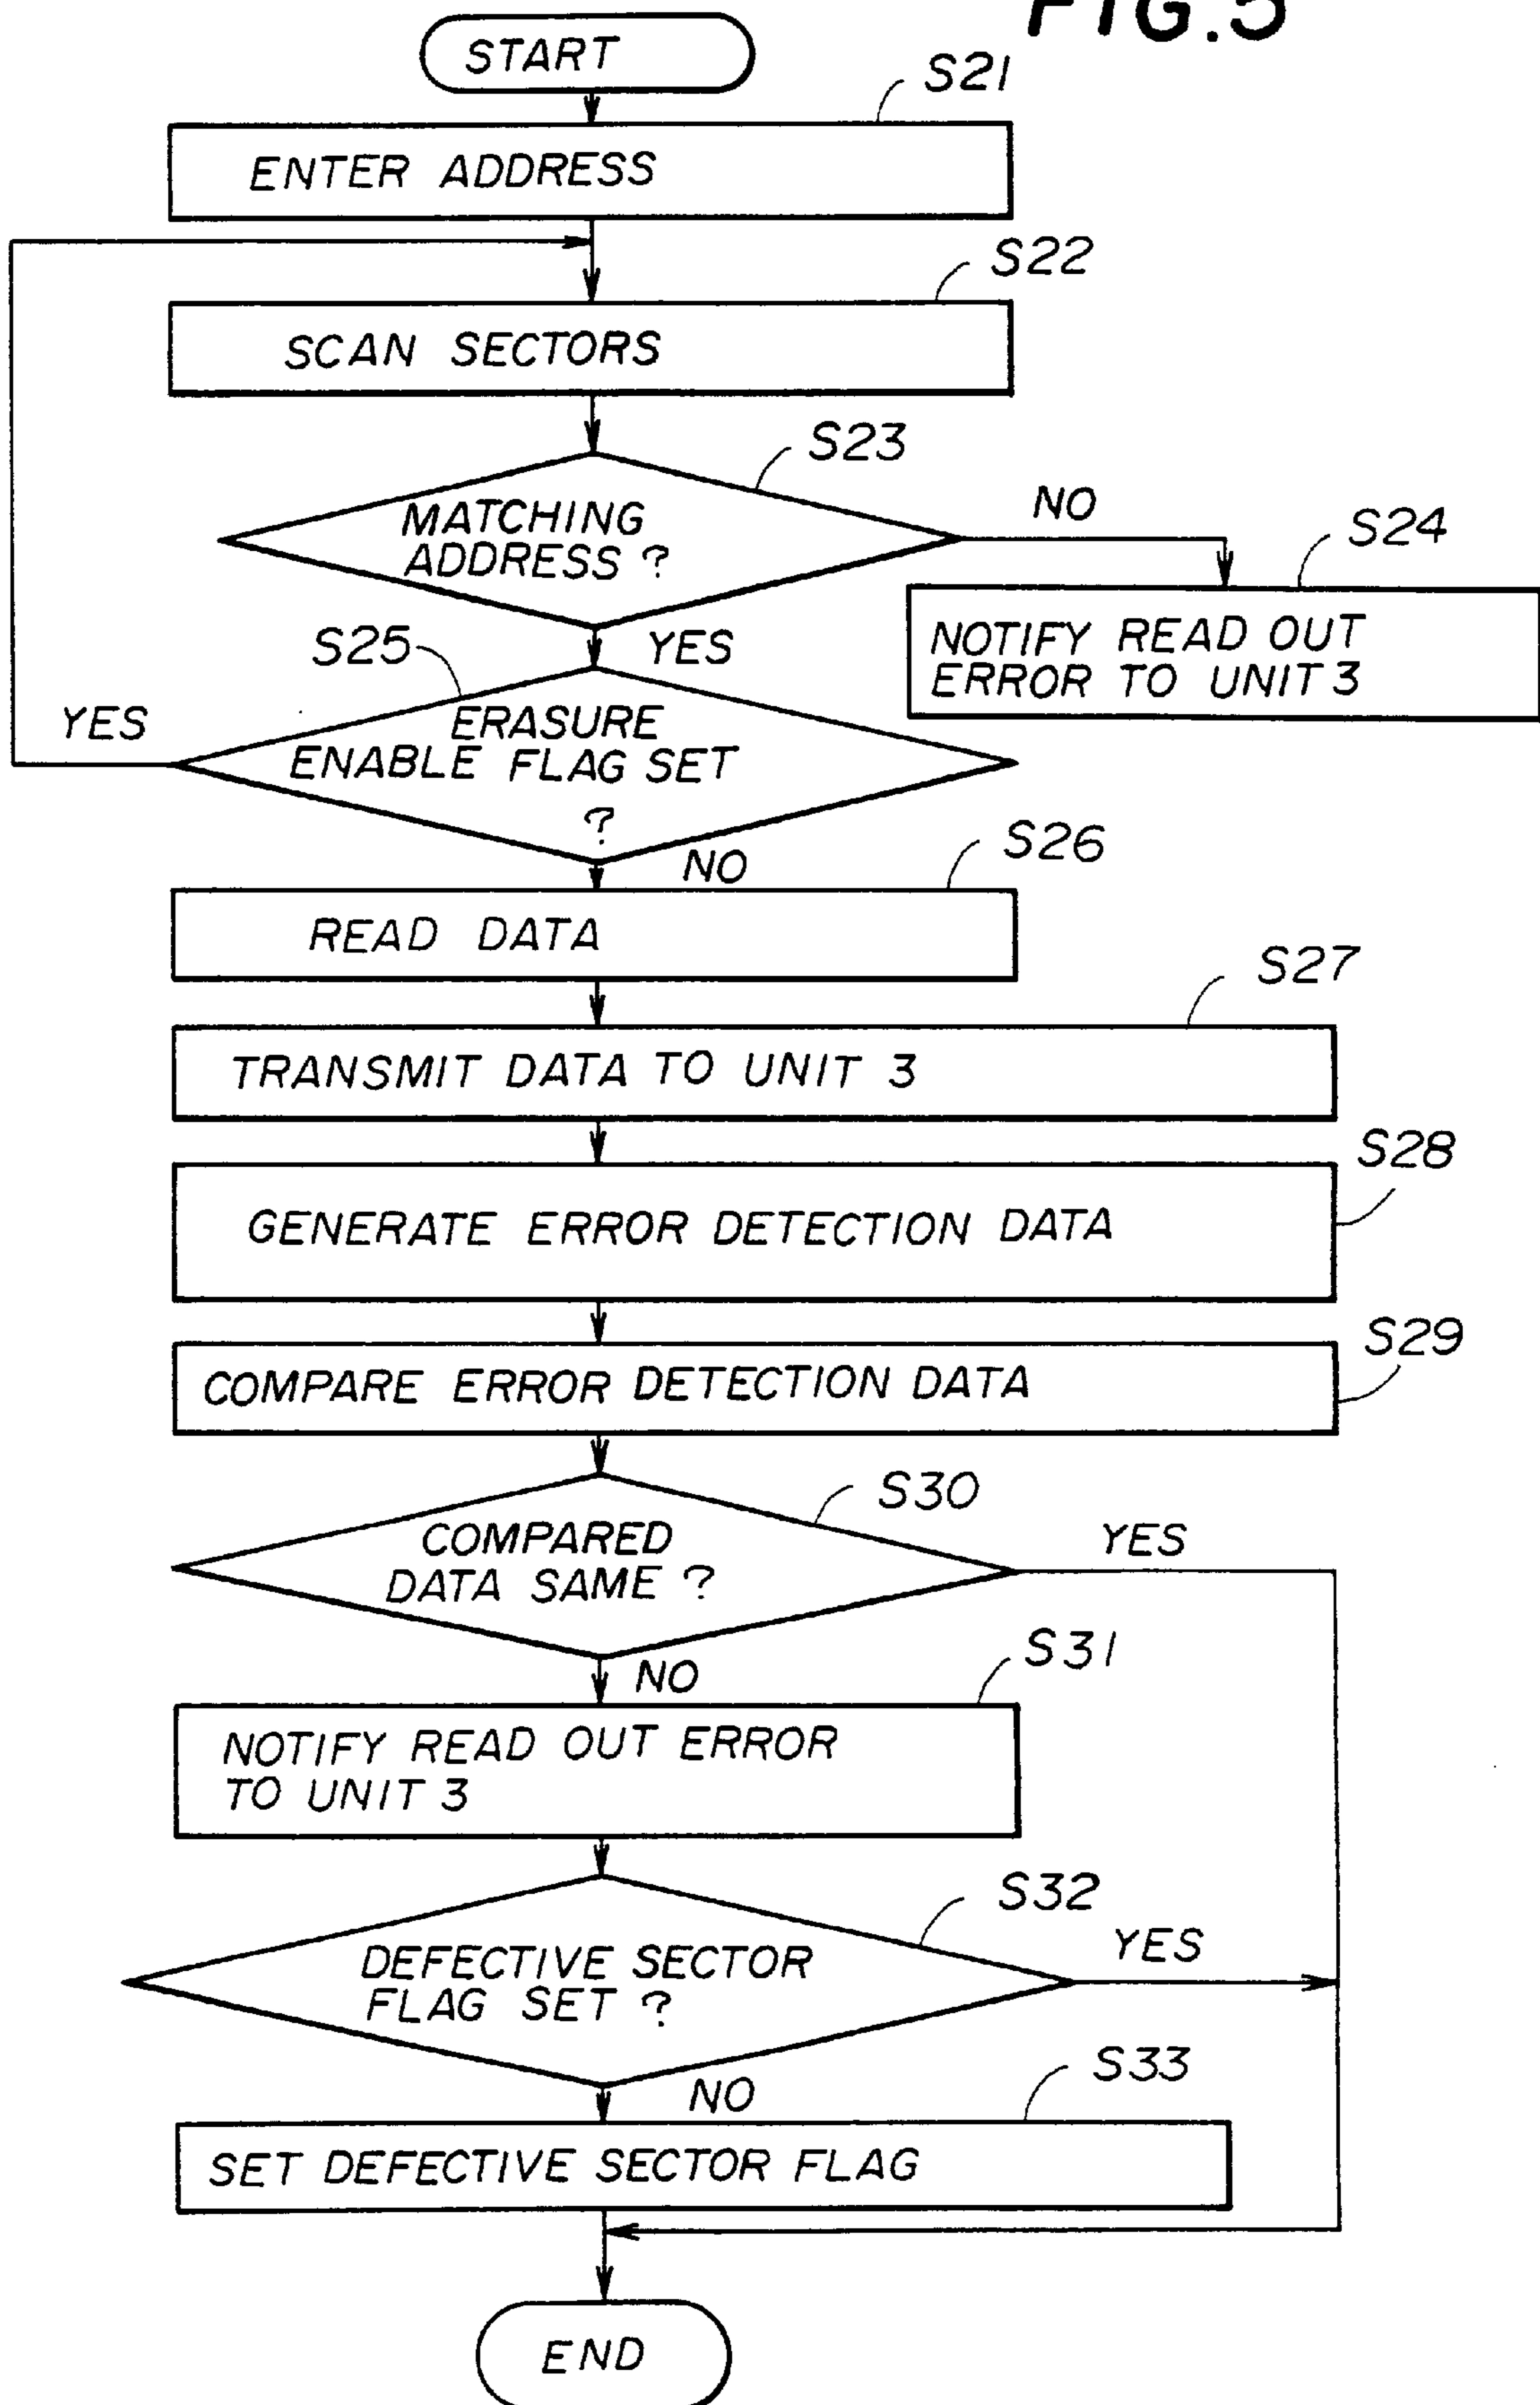 FIG.5
START
S21
ENTER ADDRESS
S22
SCAN SECTORS
S23
MATCHING
ADDRESS ?
NO
S24
NOTIFY READ OUT
ERROR TO UNIT 3
YES
S25
ERASURE
ENABLE FLAG SET
?
YES
NO
S26
READ DATA
S27
TRANSMIT DATA TO UNIT 3
S28
GENERATE ERROR DETECTION DATA
S29
COMPARE ERROR DETECTION DATA
S30
COMPARED
DATA SAME ?
YES
NO
S31
NOTIFY READ OUT ERROR
TO UNIT 3
S32
DEFECTIVE SECTOR
FLAG SET ?
YES
NO
S33
SET DEFECTIVE SECTOR FLAG
END